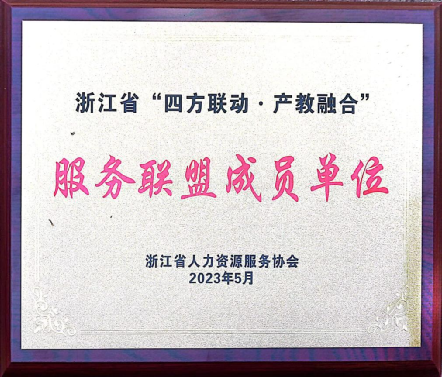 浙江省“四方联动·产教融合”
服务联盟成员单位
浙江省人力资源服务协会
2023年5月